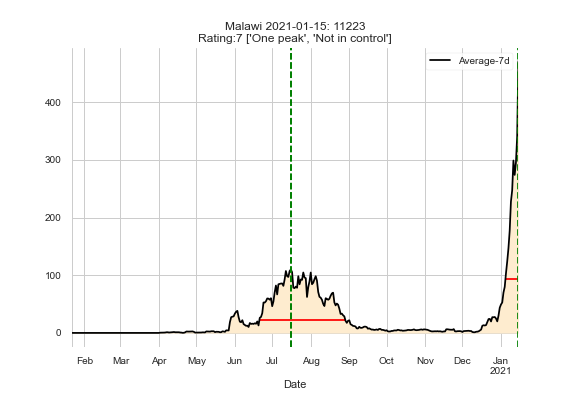 Malawi 2021-01-15: 11223
Rating:7 ['One peak', 'Not in control']
Average-7d
400
300
200
100
0
Feb Mar Apr May Jun Jul Aug Sep Oct Nov Dec Jan
2021
Date